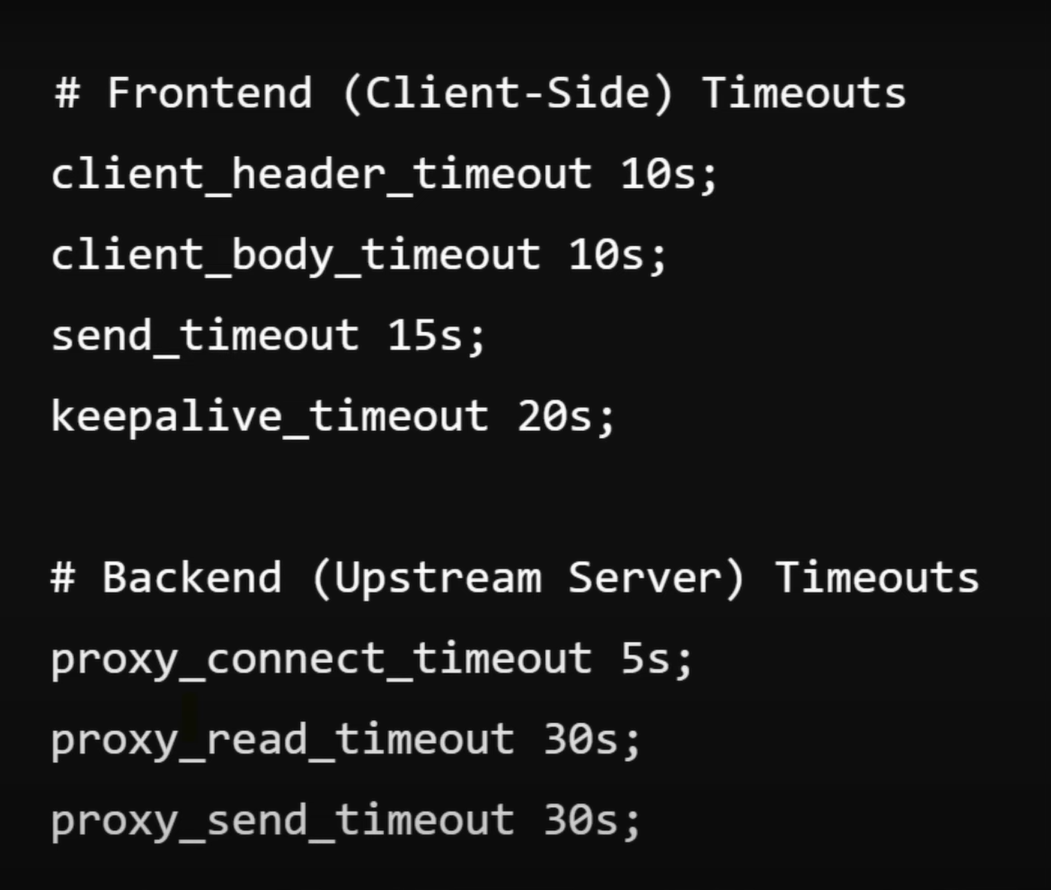 # Frontend (Client-Side) Timeouts
client_header_timeout 10s;
client_body_timeout 10s;
send_timeout 15s;
keepalive_timeout 20s;
# Backend (Upstream Server) Timeouts
proxy_connect_timeout 5s;
proxy_read_timeout 30s;
proxy_send_timeout 30s;